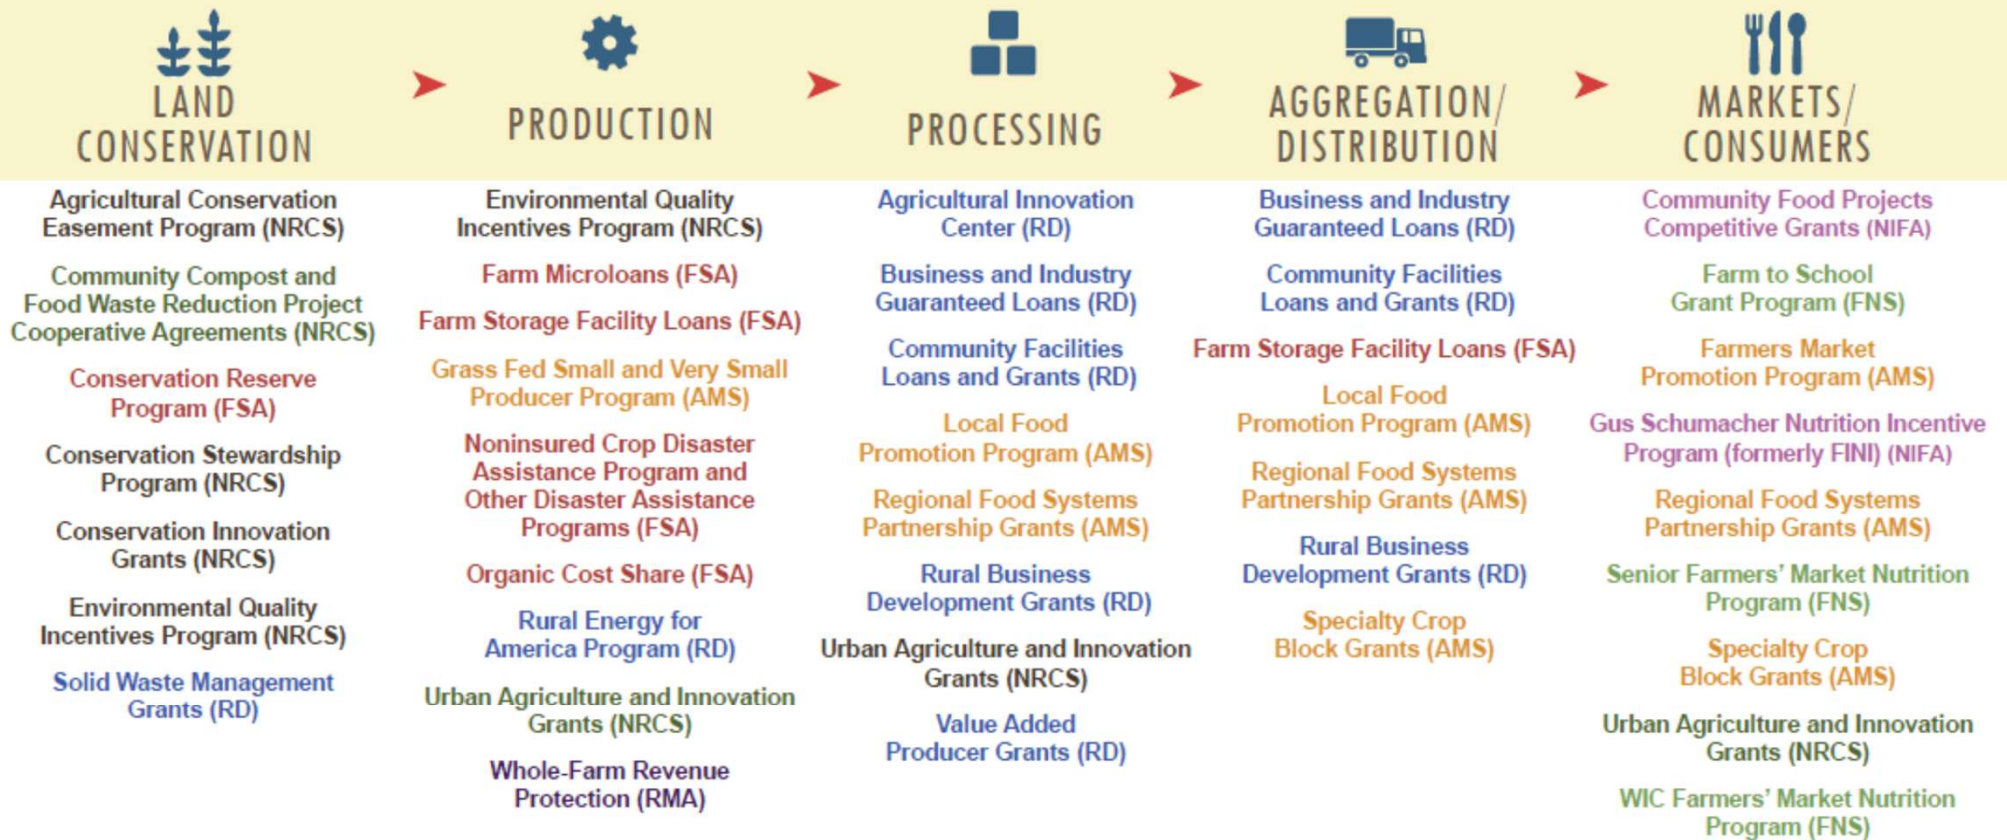 LAND
CONSERVATION
Agricultural Conservation
Easement Program (NRCS)
Community Compost and
Food Waste Reduction Project
Cooperative Agreements (NRCS)
Conservation Reserve
Program (FSA)
Conservation Stewardship
Program (NRCS)
Conservation Innovation
Grants (NRCS)
Environmental Quality
Incentives Program (NRCS)
Solid Waste Management
Grants (RD)
PRODUCTION
Environmental Quality
Incentives Program (NRCS)
Farm Microloans (FSA)
Farm Storage Facility Loans (FSA)
Grass Fed Small and Very Small
Producer Program (AMS)
Noninsured Crop Disaster
Assistance Program and
Other Disaster Assistance
Programs (FSA)
Organic Cost Share (FSA)
Rural Energy for
America Program (RD)
Urban Agriculture and Innovation
Grants (NRCS)
Whole-Farm Revenue
Protection (RMA)
PROCESSING
Agricultural Innovation
Center (RD)
Business and Industry
Guaranteed Loans (RD)
Community Facilities
Loans and Grants (RD)
Local Food
Promotion Program (AMS)
Regional Food Systems
Partnership Grants (AMS)
Rural Business
Development Grants (RD)
Urban Agriculture and Innovation
Grants (NRCS)
Value Added
Producer Grants (RD)
AGGREGATION/
DISTRIBUTION
Business and Industry
Guaranteed Loans (RD)
Community Facilities
Loans and Grants (RD)
Farm Storage Facility Loans (FSA)
Local Food
Promotion Program (AMS)
Regional Food Systems
Partnership Grants (AMS)
Rural Business
Development Grants (RD)
Specialty Crop
Block Grants (AMS)
MARKETS/
CONSUMERS
Community Food Projects
Competitive Grants (NIFA)
Farm to School
Grant Program (FNS)
Farmers Market
Promotion Program (AMS)
Gus Schumacher Nutrition Incentive
Program (formerly FINI) (NIFA)
Regional Food Systems
Partnership Grants (AMS)
Senior Farmers’ Market Nutrition
Program (FNS)
Specialty Crop
Block Grants (AMS)
Urban Agriculture and Innovation
Grants (NRCS)
WIC Farmers’ Market Nutrition
Program (FNS)